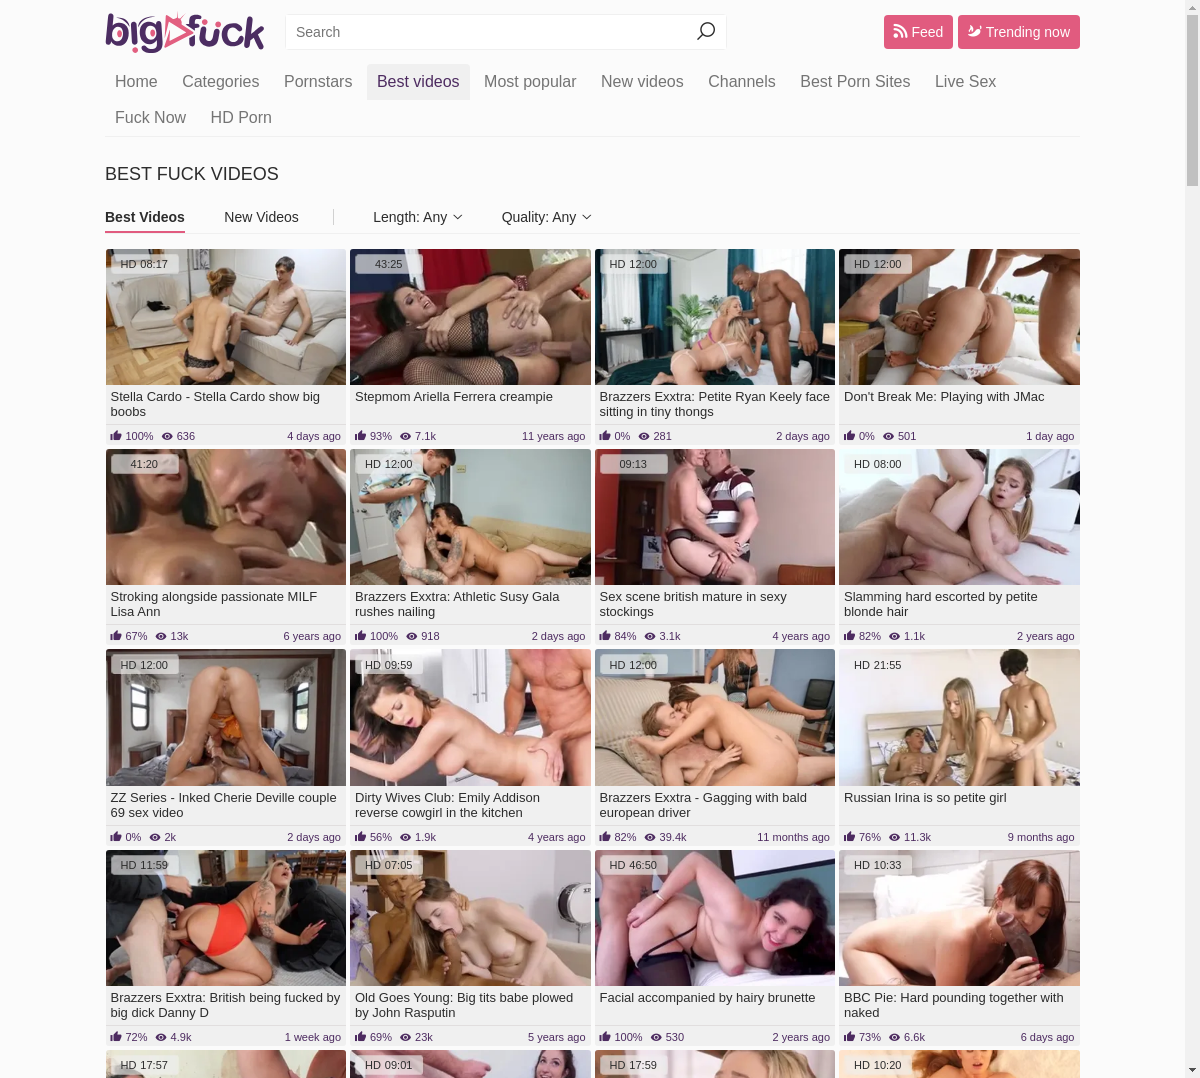 bigfuck
Search
Feed
Trending now
Home
Categories
Pornstars
Best videos
Most popular
New videos
Channels
Best Porn Sites
Live Sex
Fuck Now
HD Porn
BEST FUCK VIDEOS
Best Videos
New Videos
Length: Any
Quality: Any
HD 08:17
Stella Cardo - Stella Cardo show big
boobs
100% 636 4 days ago
43:25
Stepmom Ariella Ferrera creampie
93% 7.1k 11 years ago
HD 12:00
Brazzers Exxtra: Petite Ryan Keely face
sitting in tiny thongs
0% 281 2 days ago
HD 12:00
Don't Break Me: Playing with JMac
0% 501 1 day ago
41:20
Stroking alongside passionate MILF
Lisa Ann
67% 13k 6 years ago
HD 12:00
Brazzers Exxtra: Athletic Susy Gala
rushes nailing
100% 918 2 days ago
09:13
Sex scene british mature in sexy
stockings
84% 3.1k 4 years ago
HD 08:00
Slamming hard escorted by petite
blonde hair
82% 1.1k 2 years ago
HD 12:00
ZZ Series - Inked Cherie Deville couple
69 sex video
0% 2k 2 days ago
HD 09:59
Dirty Wives Club: Emily Addison
reverse cowgirl in the kitchen
56% 1.9k 4 years ago
HD 12:00
Brazzers Exxtra - Gagging with bald
european driver
82% 39.4k 11 months ago
HD 21:55
Russian Irina is so petite girl
76% 11.3k 9 months ago
HD 11:59
Brazzers Exxtra: British being fucked by
big dick Danny D
72% 4.9k 1 week ago
HD 07:05
Old Goes Young: Big tits babe plowed
by John Rasputin
69% 23k 5 years ago
HD 46:50
Facial accompanied by hairy brunette
100% 530 2 years ago
HD 10:33
BBC Pie: Hard pounding together with
naked
73% 6.6k 6 days ago
HD 17:57
HD 09:01
HD 17:59
HD 10:20